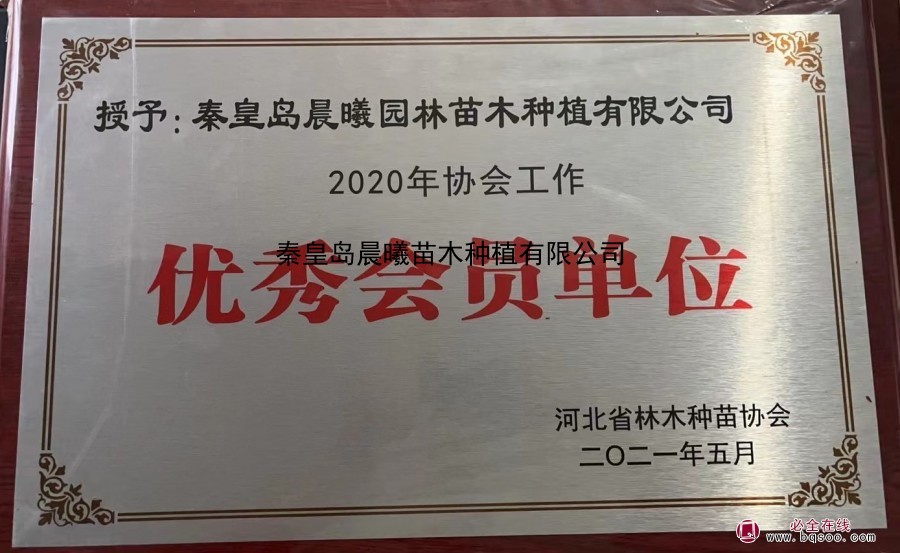 授予：秦皇岛晨曦园林苗木种植有限公司
2020年协会工作
秦皇岛晨曦苗木种植有限公司
优秀会员单位
河北省林木种苗协会
二〇二一年五月
必全在线
www.bqsoo.com